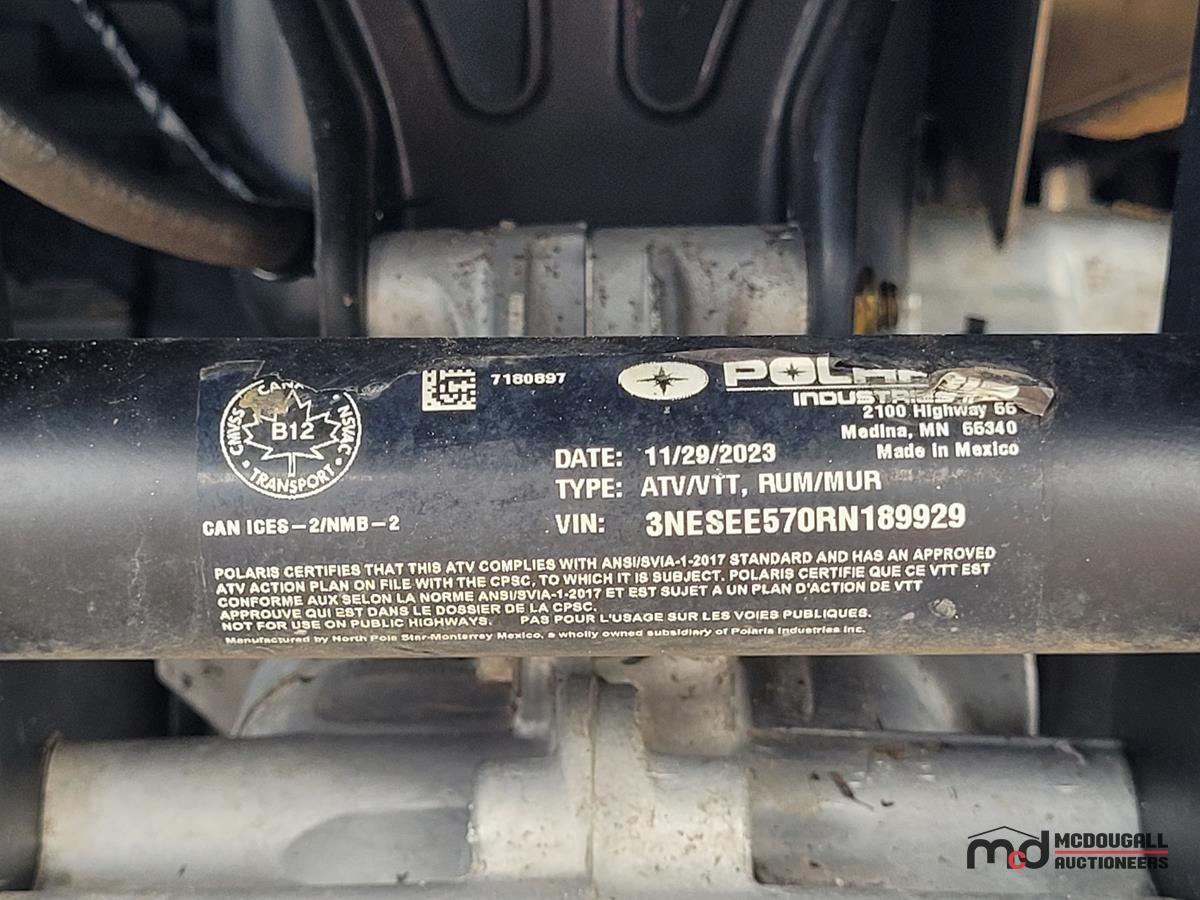 CMVSS
NSVAC
B12
TRANSPORT
CAN ICES-2/NMB-2
7180897
INDUSTRIES
2100 Highway 55
Medina, MN 55340
Made in Mexico
DATE: 11/29/2023
TYPE: ATV/VTT, RUM/MUR
VIN: 3NESEE570RN189929
POLARIS CERTIFIES THAT THIS ATV COMPLIES WITH ANSI/SVIA-1-2017 STANDARD AND HAS AN APPROVED
ATV ACTION PLAN ON FILE WITH THE CPSC, TO WHICH IT IS SUBJECT. POLARIS CERTIFIE QUE CE VTT EST
CONFORME AUX SELON LA NORME ANSI/SVIA-1-2017 ET EST SUJET A UN PLAN D'ACTION DE VTT
APPROUVE QUI EST DANS LE DOSSIER DE LA CPSC.
NOT FOR USE ON PUBLIC HIGHWAYS. PAS POUR L'USAGE SUR LES VOIES PUBLIQUES.
Manufactured by North Pole Star-Monterrey Mexico, a wholly owned subsidiary of Polaris Industries Inc.
mcd MCDOUGALL
AUCTIONEERS